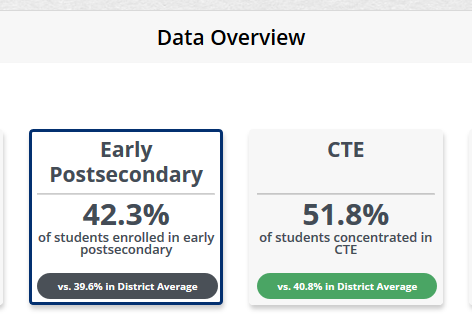 Data Overview
Early
Postsecondary
42.3%
of students enrolled in early
postsecondary
vs. 39.6% in District Average
CTE
51.8%
of students concentrated in
CTE
vs. 40.8% in District Average